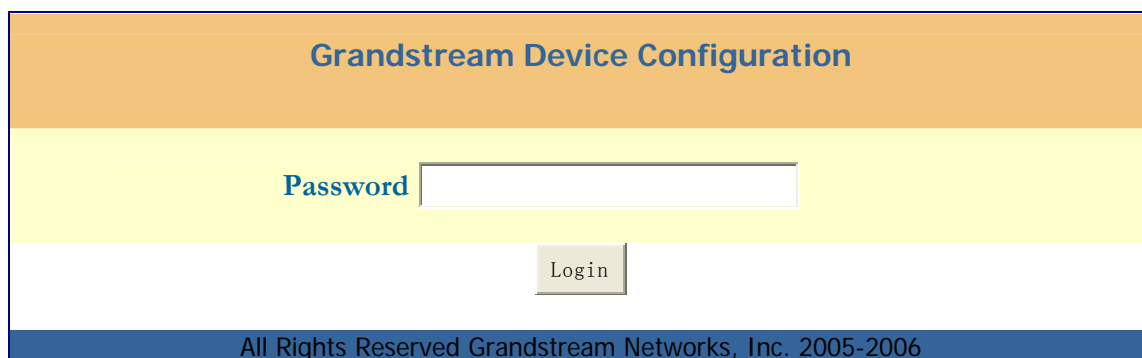 Grandstream Device Configuration
Password
Login
All Rights Reserved Grandstream Networks, Inc. 2005-2006